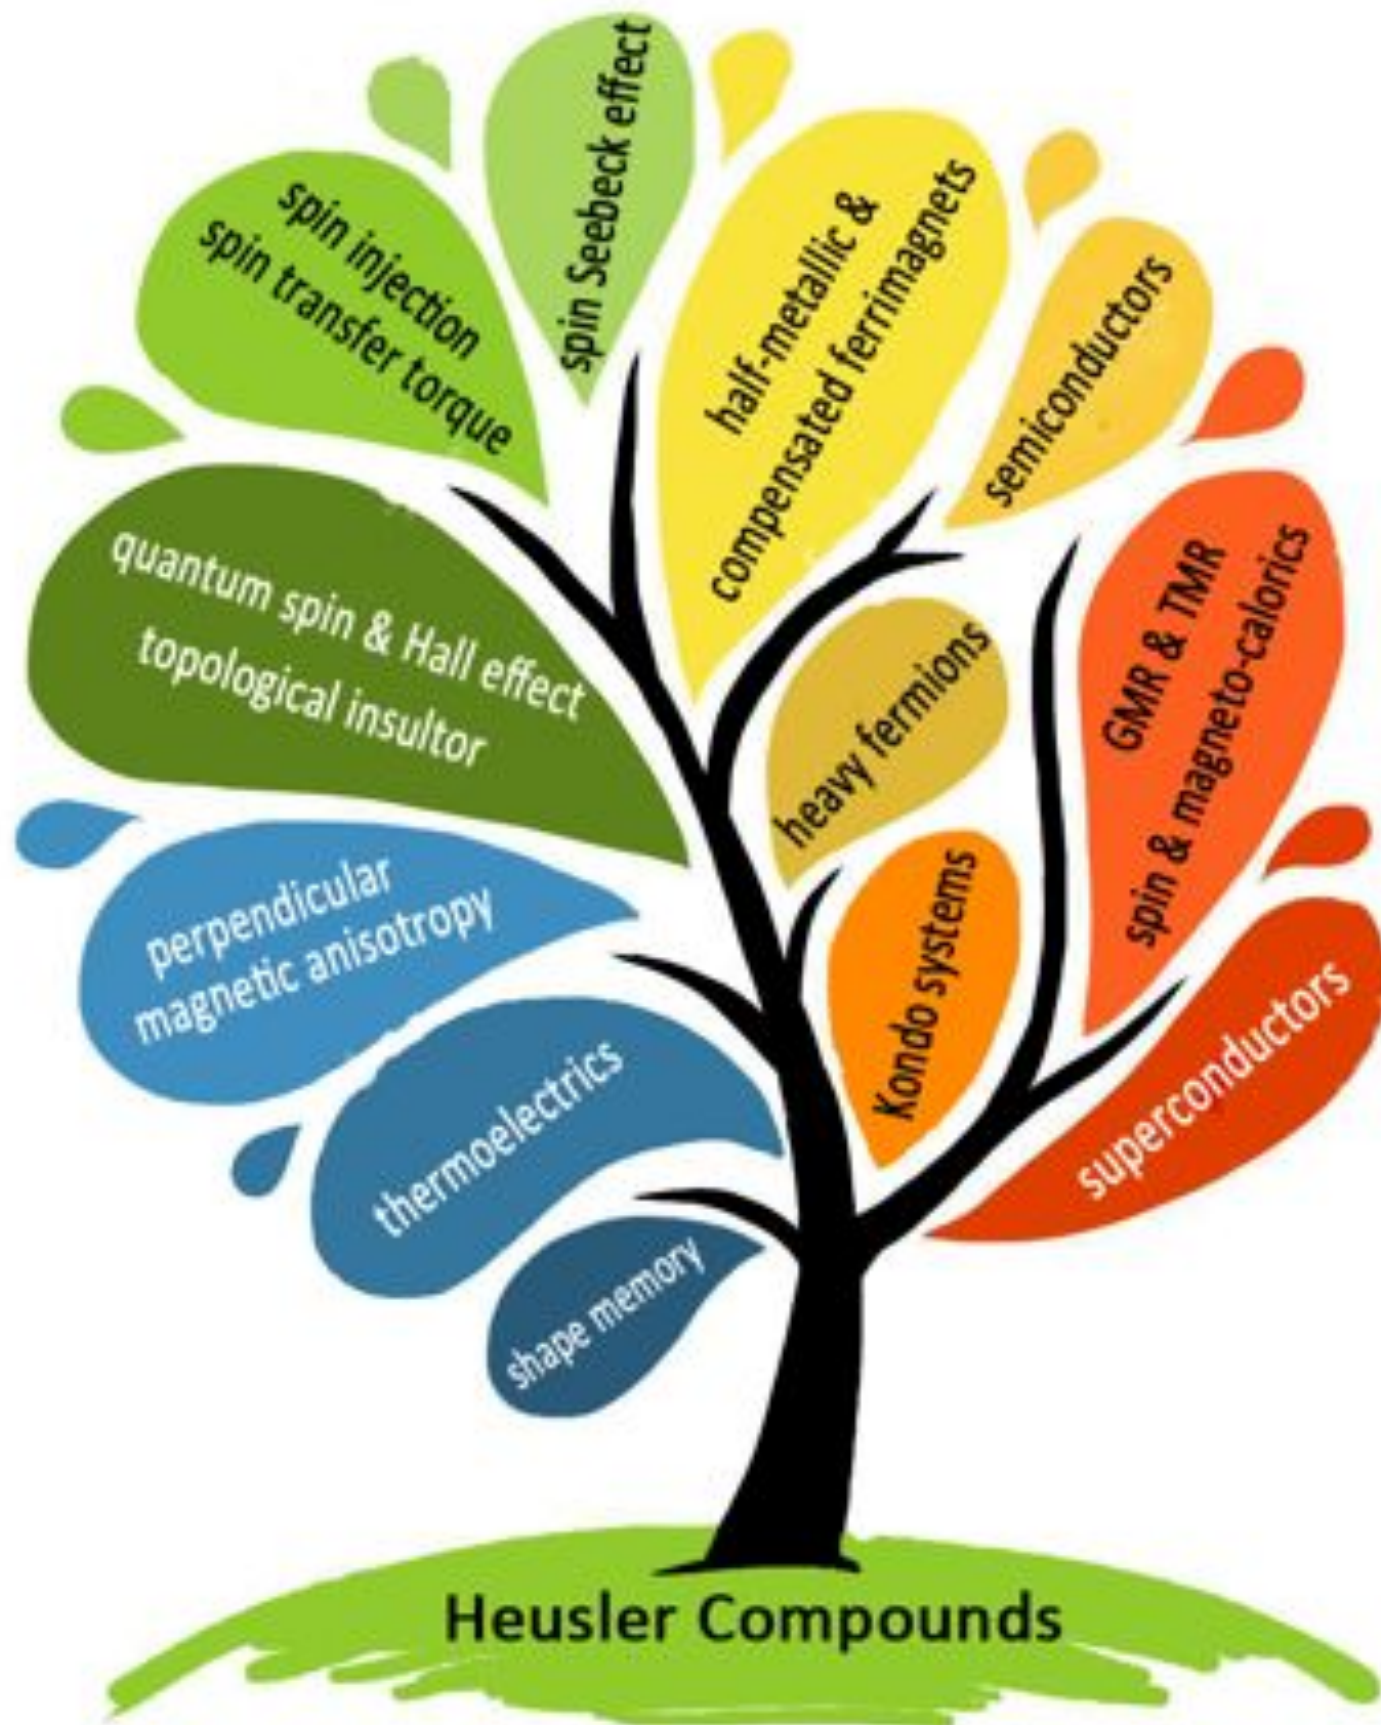 spin Seebeck effect
spin injection
spin transfer torque
half-metallic &
compensated ferrimagnets
semiconductors
quantum spin & Hall effect
topological insultor
GMR & TMR
spin & magneto-calorics
heavy fermions
perpendicular
magnetic anisotropy
Kondo systems
superconductors
thermoelectrics
shape memory
Heusler Compounds